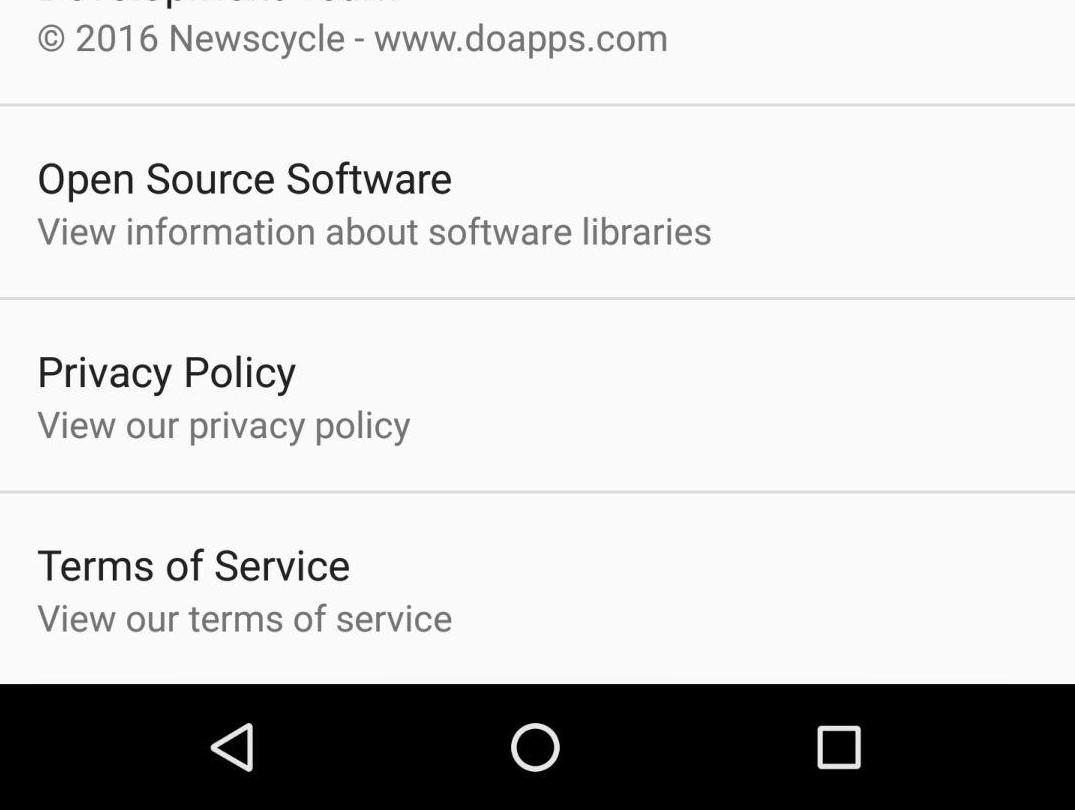 © 2016 Newscycle - www.doapps.com
Open Source Software
View information about software libraries
Privacy Policy
View our privacy policy
Terms of Service
View our terms of service